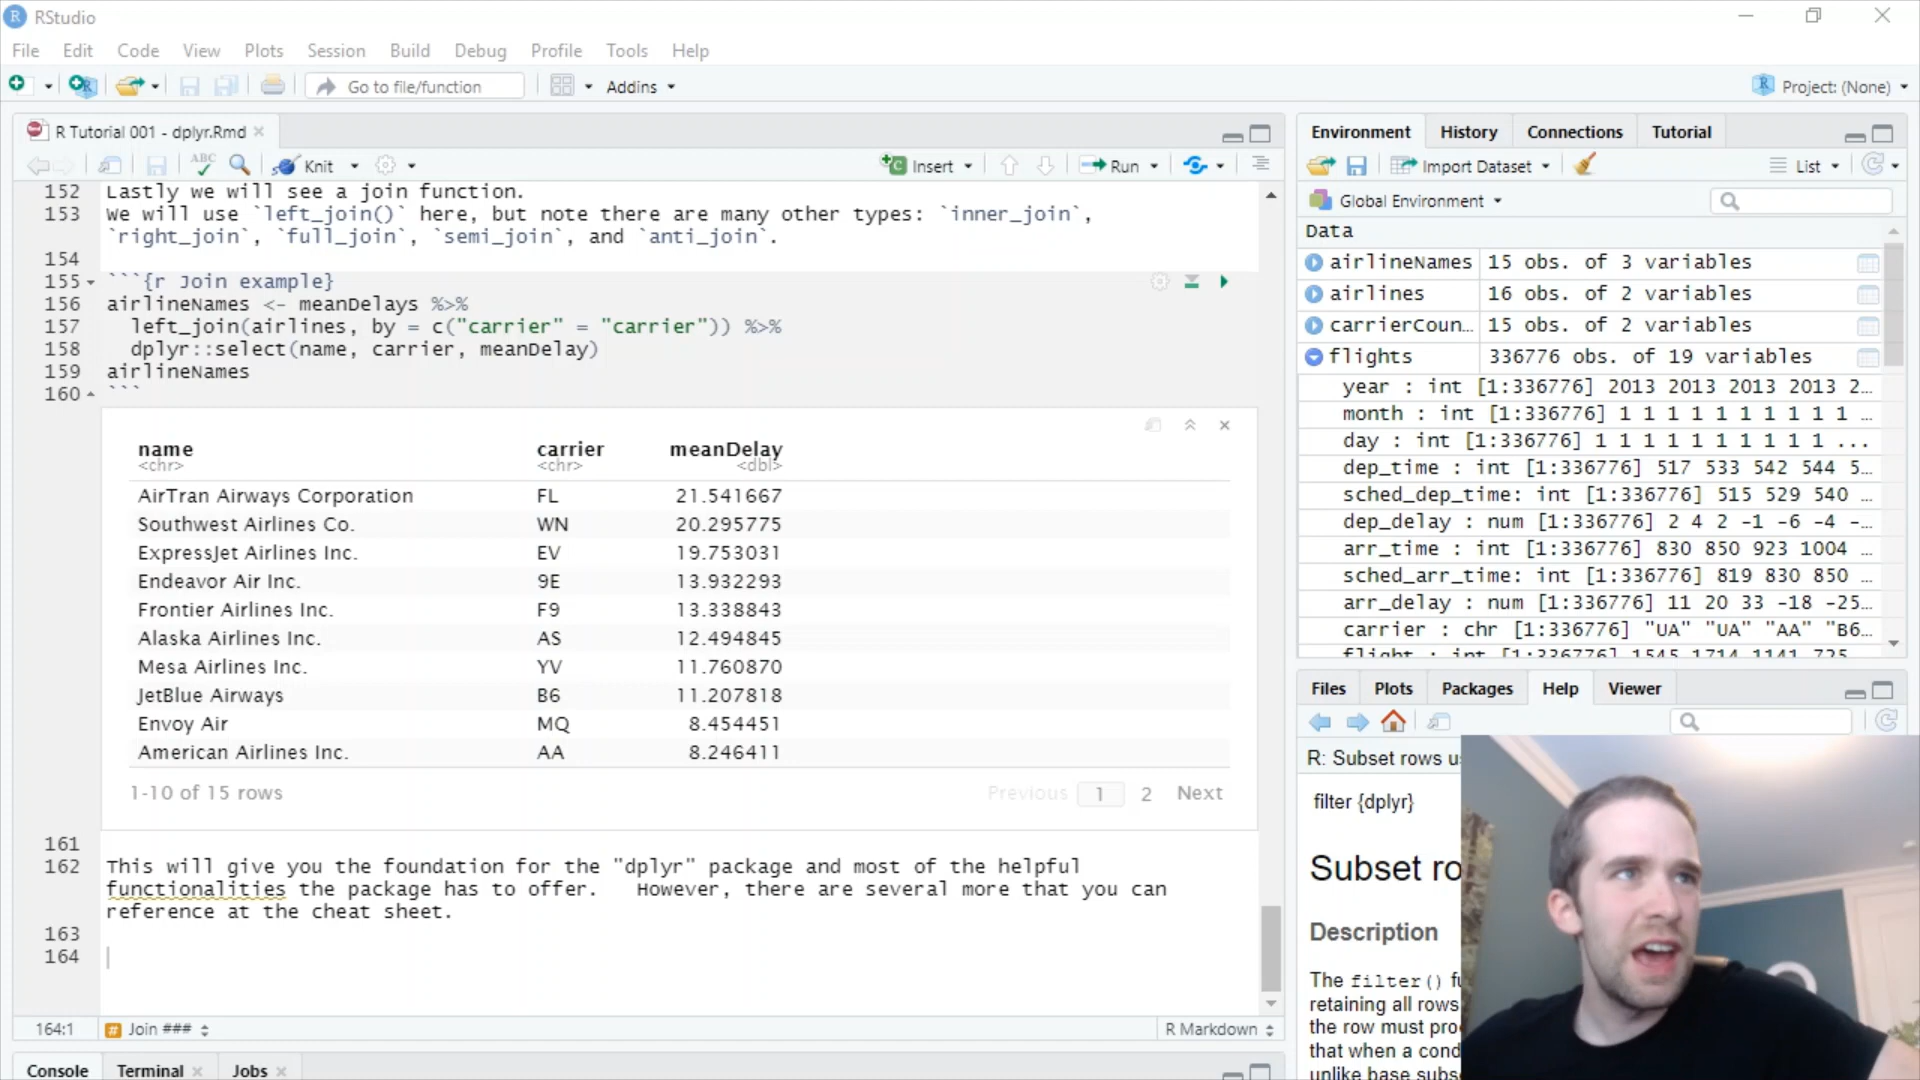 RStudio
File Edit Code View Plots Session Build Debug Profile Tools Help
Go to file/function Addins Project: (None)
R Tutorial 001 - dplyr.Rmd
ABC Knit Insert Run
152 Lastly we will see a join function.
153 We will use `left_join()` here, but note there are many other types: `inner_join`,
`right_join`, `full_join`, `semi_join`, and `anti_join`.
154
155 ```{r Join example}
156 airlineNames <- meanDelays %>%
157 left_join(airlines, by = c("carrier" = "carrier")) %>%
158 dplyr::select(name, carrier, meanDelay)
159 airlineNames
160 ```
name carrier meanDelay
<chr> <chr> <dbl>
AirTran Airways Corporation FL 21.541667
Southwest Airlines Co. WN 20.295775
ExpressJet Airlines Inc. EV 19.753031
Endeavor Air Inc. 9E 13.932293
Frontier Airlines Inc. F9 13.338843
Alaska Airlines Inc. AS 12.494845
Mesa Airlines Inc. YV 11.760870
JetBlue Airways B6 11.207818
Envoy Air MQ 8.454451
American Airlines Inc. AA 8.246411
1-10 of 15 rows Previous 1 2 Next
161
162 This will give you the foundation for the "dplyr" package and most of the helpful
functionalities the package has to offer. However, there are several more that you can
reference at the cheat sheet.
163
164
164:1 # Join ### R Markdown
Console Terminal Jobs
Environment History Connections Tutorial
Import Dataset List
Global Environment
Data
airlineNames 15 obs. of 3 variables
airlines 16 obs. of 2 variables
carrierCoun… 15 obs. of 2 variables
flights 336776 obs. of 19 variables
year : int [1:336776] 2013 2013 2013 2013 2…
month : int [1:336776] 1 1 1 1 1 1 1 1 1 1 …
day : int [1:336776] 1 1 1 1 1 1 1 1 1 1 ...
dep_time : int [1:336776] 517 533 542 544 5…
sched_dep_time: int [1:336776] 515 529 540 …
dep_delay : num [1:336776] 2 4 2 -1 -6 -4 -…
arr_time : int [1:336776] 830 850 923 1004 …
sched_arr_time: int [1:336776] 819 830 850 …
arr_delay : num [1:336776] 11 20 33 -18 -25…
carrier : chr [1:336776] "UA" "UA" "AA" "B6…
flight : int [1:336776] 1545 1714 1141 725
Files Plots Packages Help Viewer
R: Subset rows u
filter {dplyr}
Subset ro
Description
The filter() fu
retaining all rows
the row must pro
that when a cond
unlike base subs